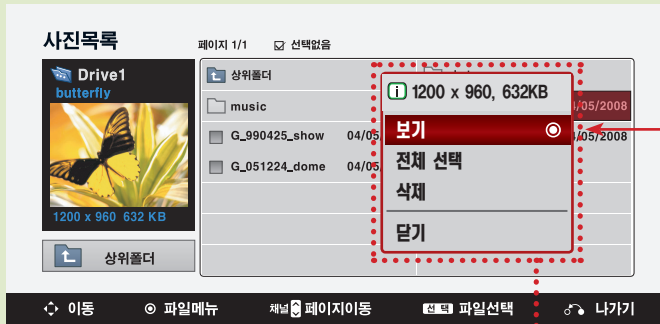 사진목록
페이지 1/1 선택없음
Drive1
butterfly
1200 x 960 632 KB
상위폴더
상위폴더
music
G_990425_show 04/05
G_051224_dome 04/05
/05/2008
/05/2008
1200 x 960, 632KB
보기
전체 선택
삭제
닫기
이동 파일메뉴 채널 페이지이동 선택 파일선택 나가기